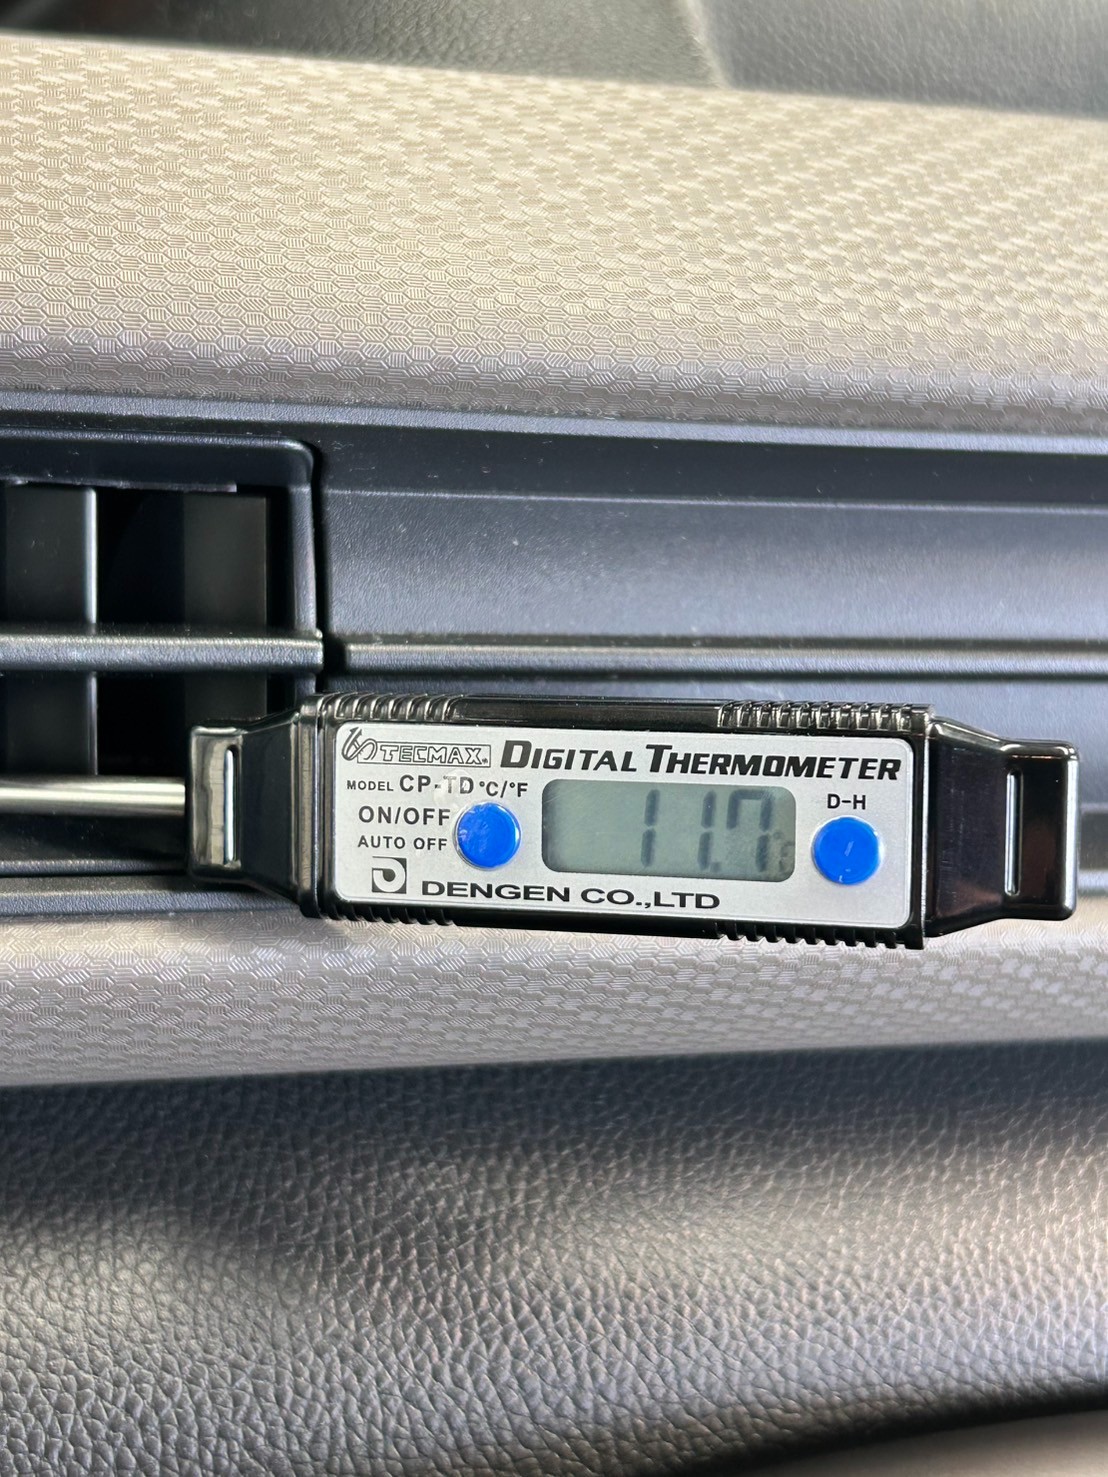 TECMAX® DIGITAL THERMOMETER
MODEL CP-TD °C/°F
ON/OFF
AUTO OFF
11.7
D-H
DENGEN CO.,LTD